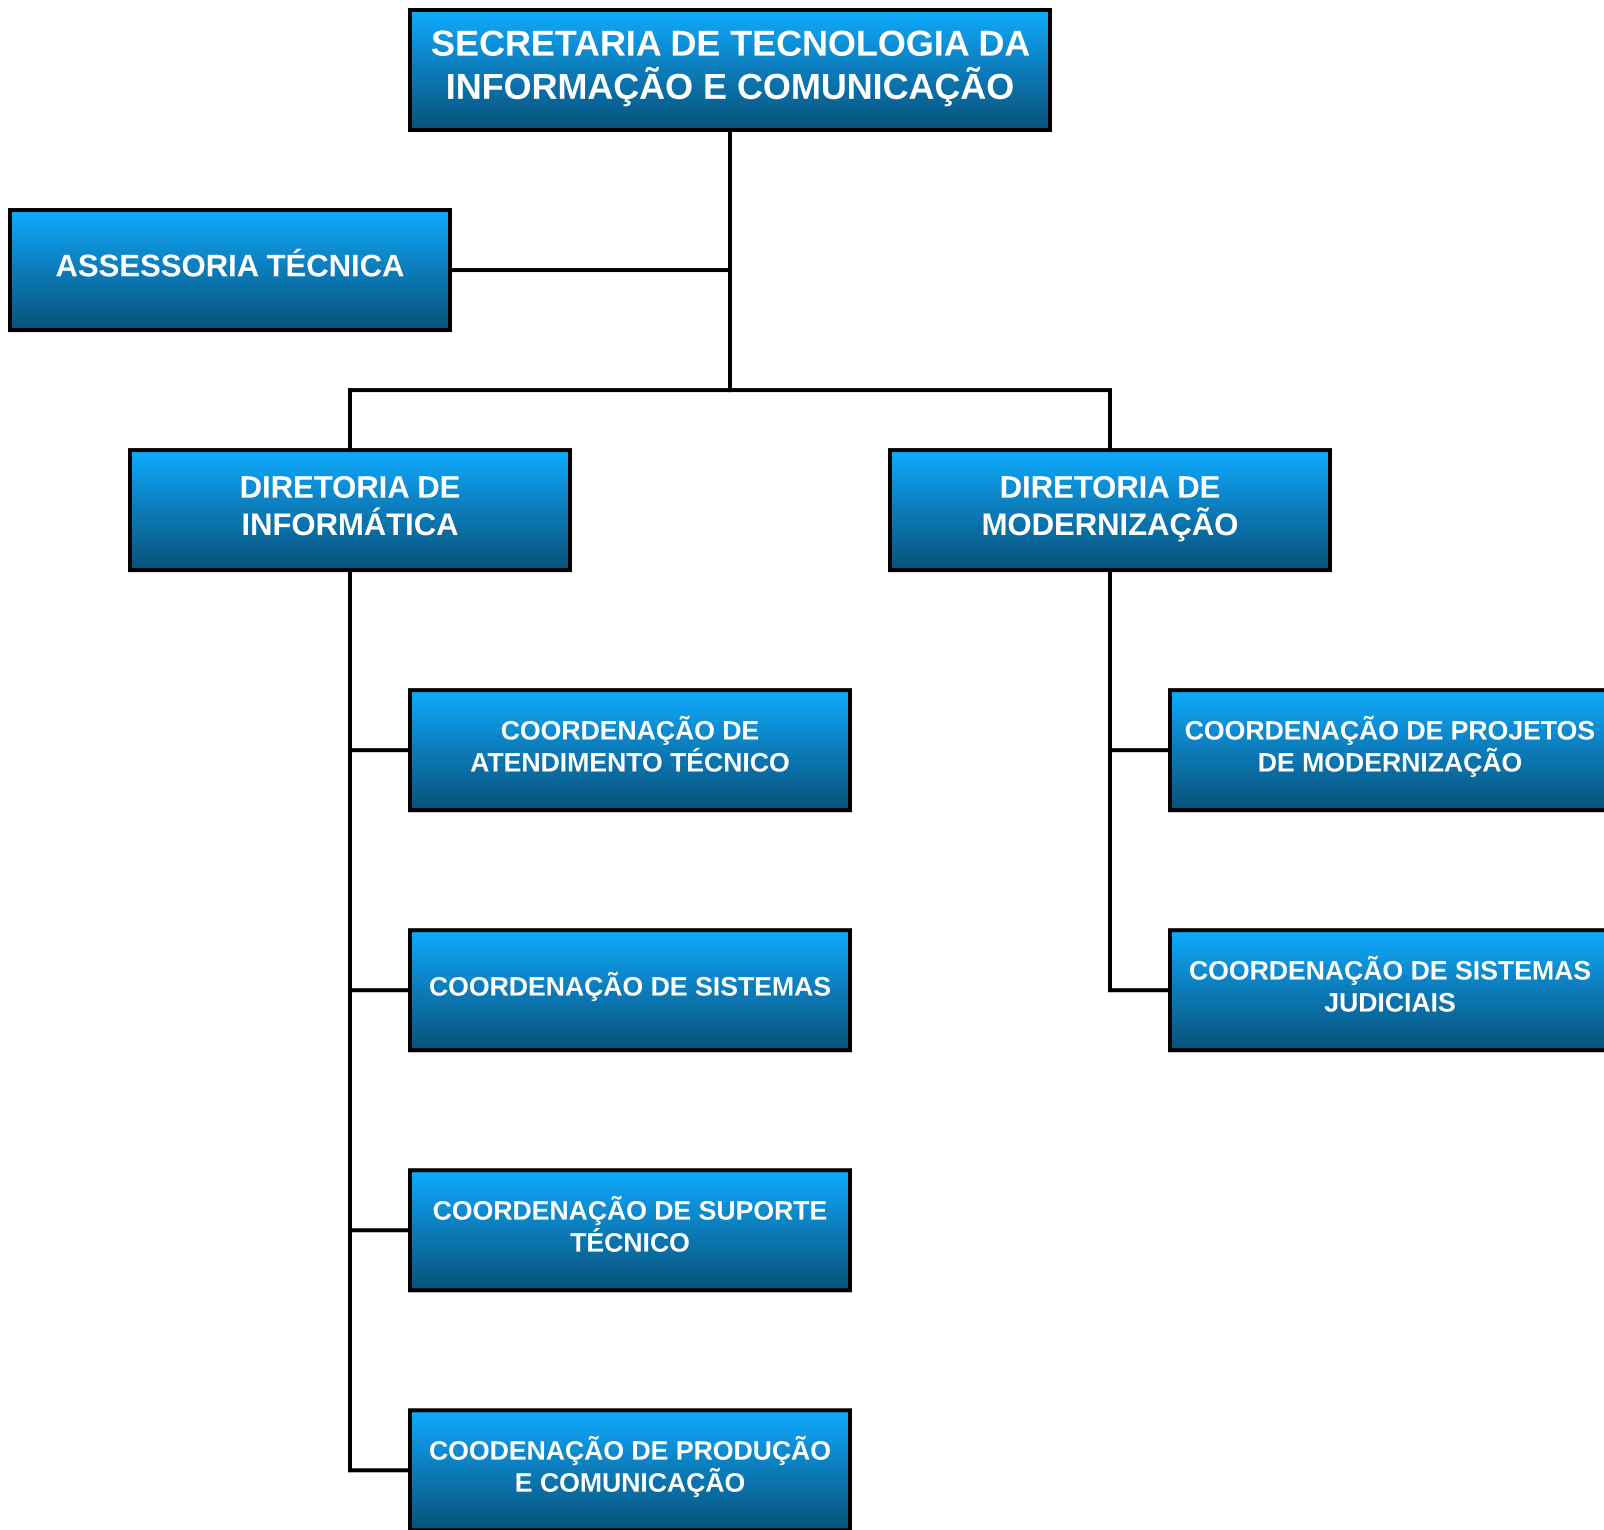 SECRETARIA DE TECNOLOGIA DA
INFORMAÇÃO E COMUNICAÇÃO
ASSESSORIA TÉCNICA
DIRETORIA DE
INFORMÁTICA
DIRETORIA DE
MODERNIZAÇÃO
COORDENAÇÃO DE
ATENDIMENTO TÉCNICO
COORDENAÇÃO DE PROJETOS
DE MODERNIZAÇÃO
COORDENAÇÃO DE SISTEMAS
COORDENAÇÃO DE SISTEMAS
JUDICIAIS
COORDENAÇÃO DE SUPORTE
TÉCNICO
COODENAÇÃO DE PRODUÇÃO
E COMUNICAÇÃO